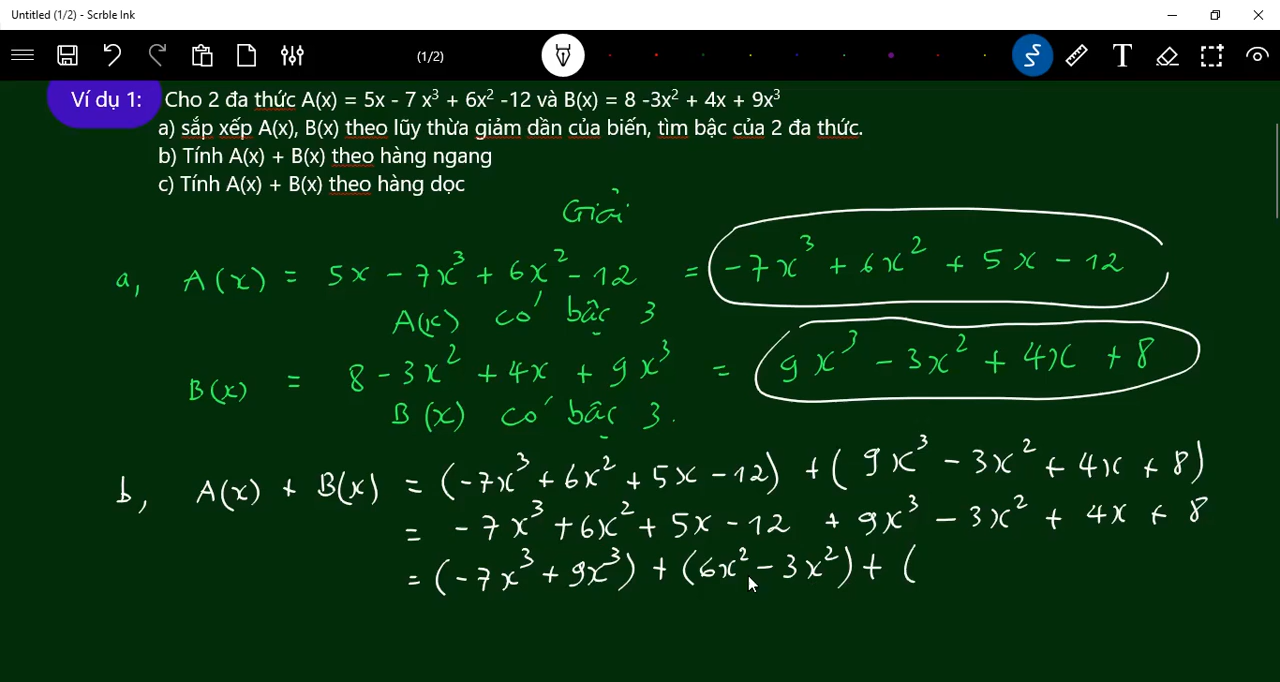 Untitled (1/2) - Scrble Ink
(1/2)
T
Ví dụ 1: Cho 2 đa thức A(x) = 5x - 7 x³ + 6x² -12 và B(x) = 8 -3x² + 4x + 9x³
a) sắp xếp A(x), B(x) theo lũy thừa giảm dần của biến, tìm bậc của 2 đa thức.
b) Tính A(x) + B(x) theo hàng ngang
c) Tính A(x) + B(x) theo hàng dọc
Giải
a, A(x) = 5x - 7x³ + 6x² - 12 = -7x³ + 6x² + 5x - 12
A(x) có bậc 3
B(x) = 8 - 3x² + 4x + 9x³ = 9x³ - 3x² + 4x + 8
B(x) có bậc 3.
b, A(x) + B(x) = (-7x³ + 6x² + 5x - 12) + (9x³ - 3x² + 4x + 8)
= -7x³ + 6x² + 5x - 12 + 9x³ - 3x² + 4x + 8
= (-7x³ + 9x³) + (6x² - 3x²) + (